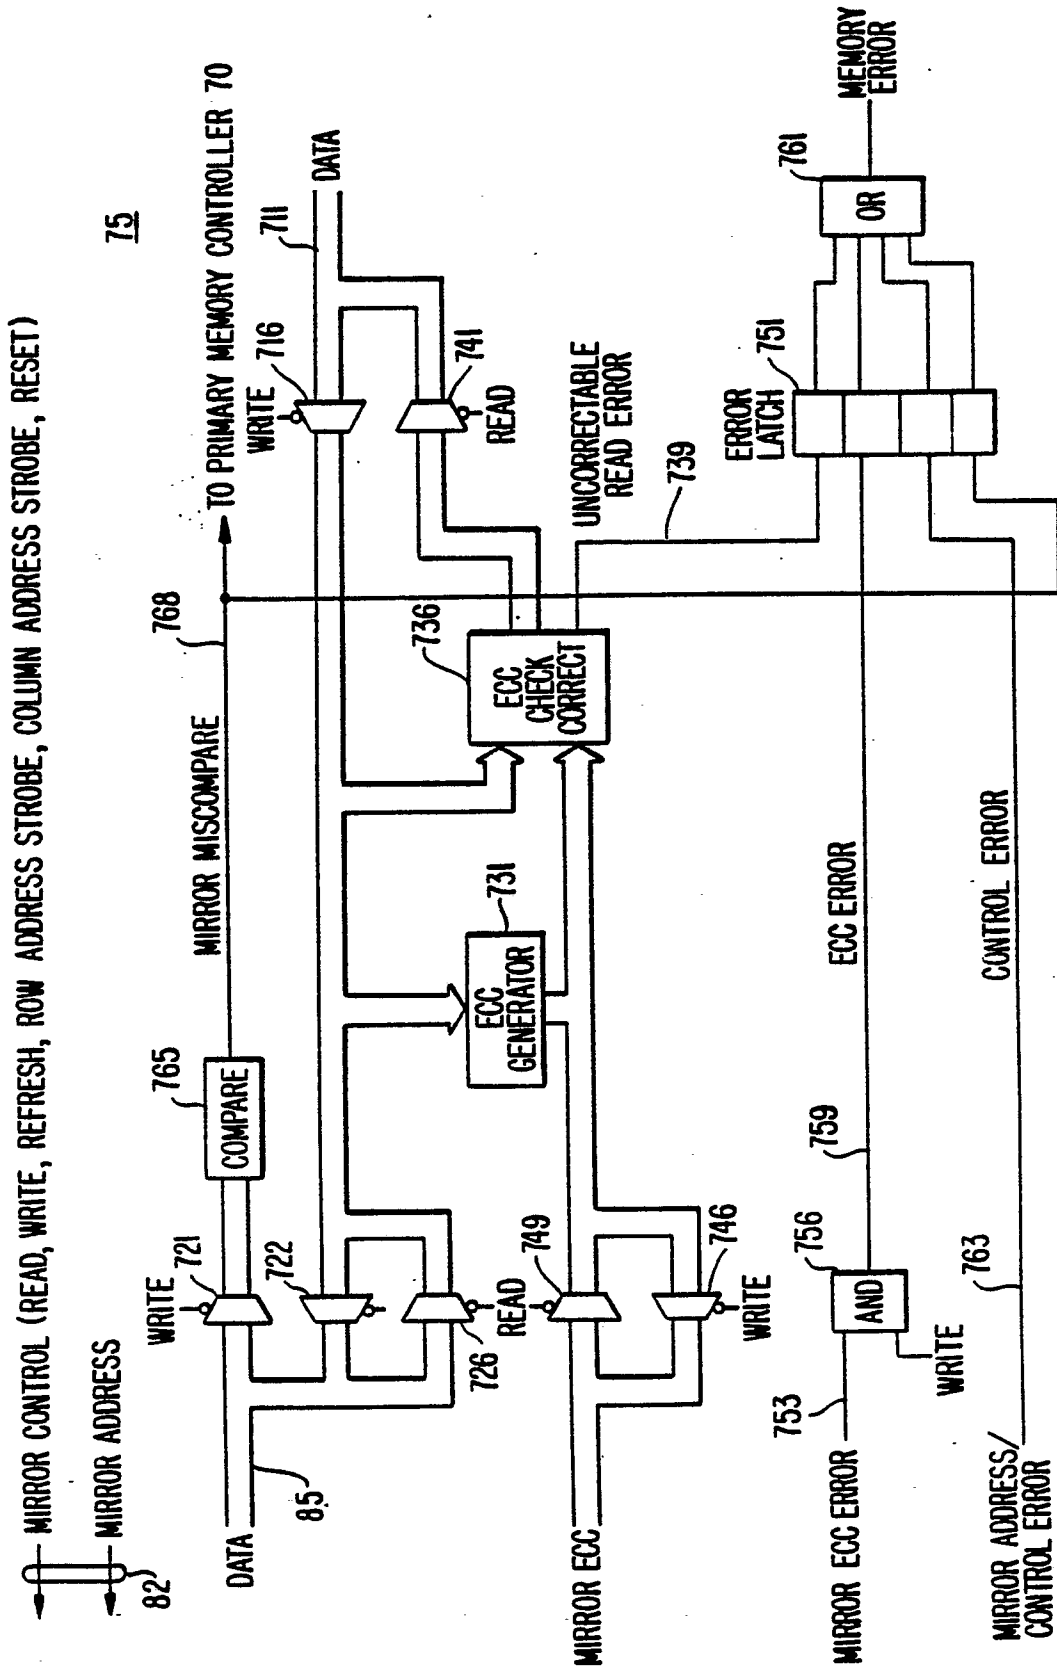 MIRROR CONTROL (READ, WRITE, REFRESH, ROW ADDRESS STROBE, COLUMN ADDRESS STROBE, RESET)
MIRROR ADDRESS
82
75
TO PRIMARY MEMORY CONTROLLER 70
MIRROR MISCOMPARE
768
765
COMPARE
WRITE
721
722
DATA
85
726
READ
WRITE
716
711
DATA
741
READ
731
ECC
GENERATOR
736
ECC
CHECK
CORRECT
749
746
WRITE
MIRROR ECC
UNCORRECTABLE
READ ERROR
739
ERROR
LATCH
751
761
OR
MEMORY
ERROR
MIRROR ECC ERROR
753
756
AND
WRITE
759
ECC ERROR
MIRROR ADDRESS/
CONTROL ERROR
763
CONTROL ERROR